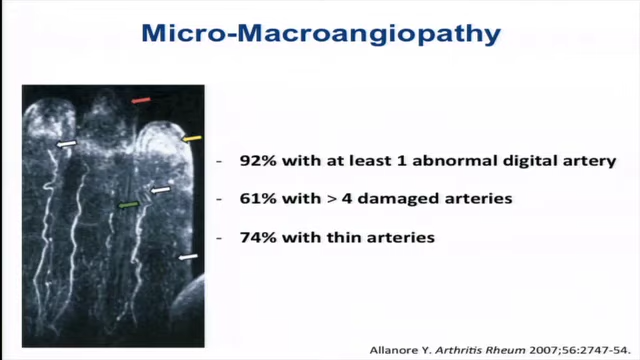 Micro-Macroangiopathy
- 92% with at least 1 abnormal digital artery
- 61% with > 4 damaged arteries
- 74% with thin arteries
Allanore Y. Arthritis Rheum 2007;56:2747-54.